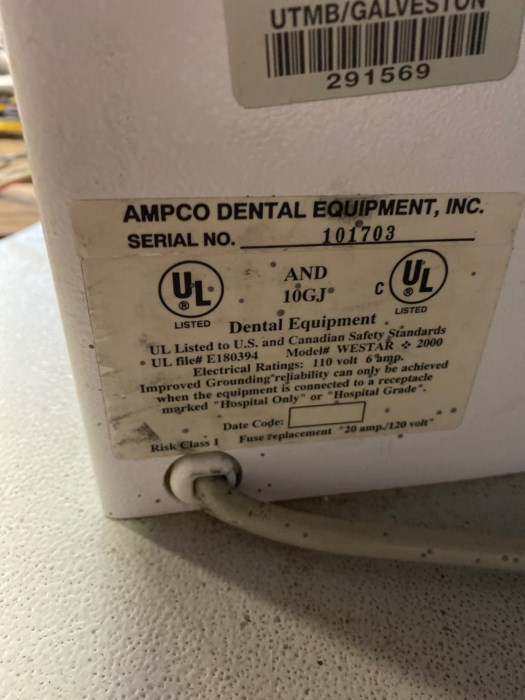 UTMB/GALVESTON
291569
AMPCO DENTAL EQUIPMENT, INC.
SERIAL NO. 101703
UL AND C UL
® 10GJ ®
LISTED LISTED
Dental Equipment
UL Listed to U.S. and Canadian Safety Standards
UL file# E180394 Model# WESTAR ❖ 2000
Electrical Ratings: 110 volt 6 amp.
Improved Grounding reliability can only be achieved
when the equipment is connected to a receptacle
marked "Hospital Only" or "Hospital Grade".
Date Code:
Risk Class 1 Fuse replacement "20 amp./120 volt"